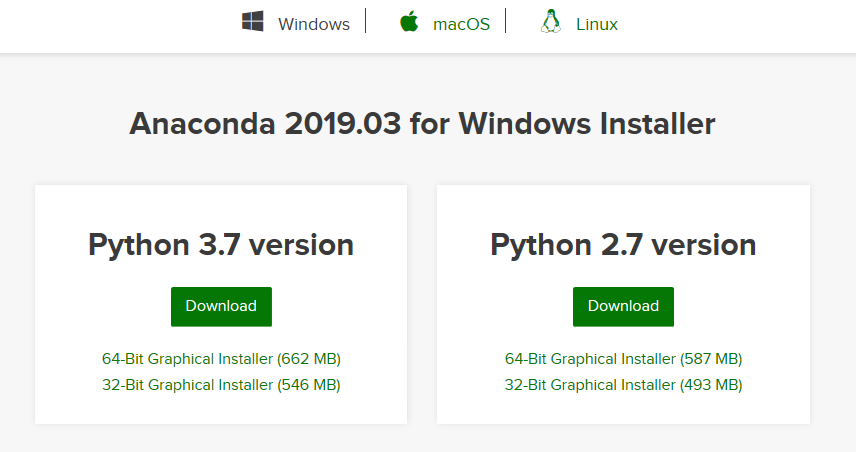 Windows macOS Linux
Anaconda 2019.03 for Windows Installer
Python 3.7 version
Download
64-Bit Graphical Installer (662 MB)
32-Bit Graphical Installer (546 MB)
Python 2.7 version
Download
64-Bit Graphical Installer (587 MB)
32-Bit Graphical Installer (493 MB)